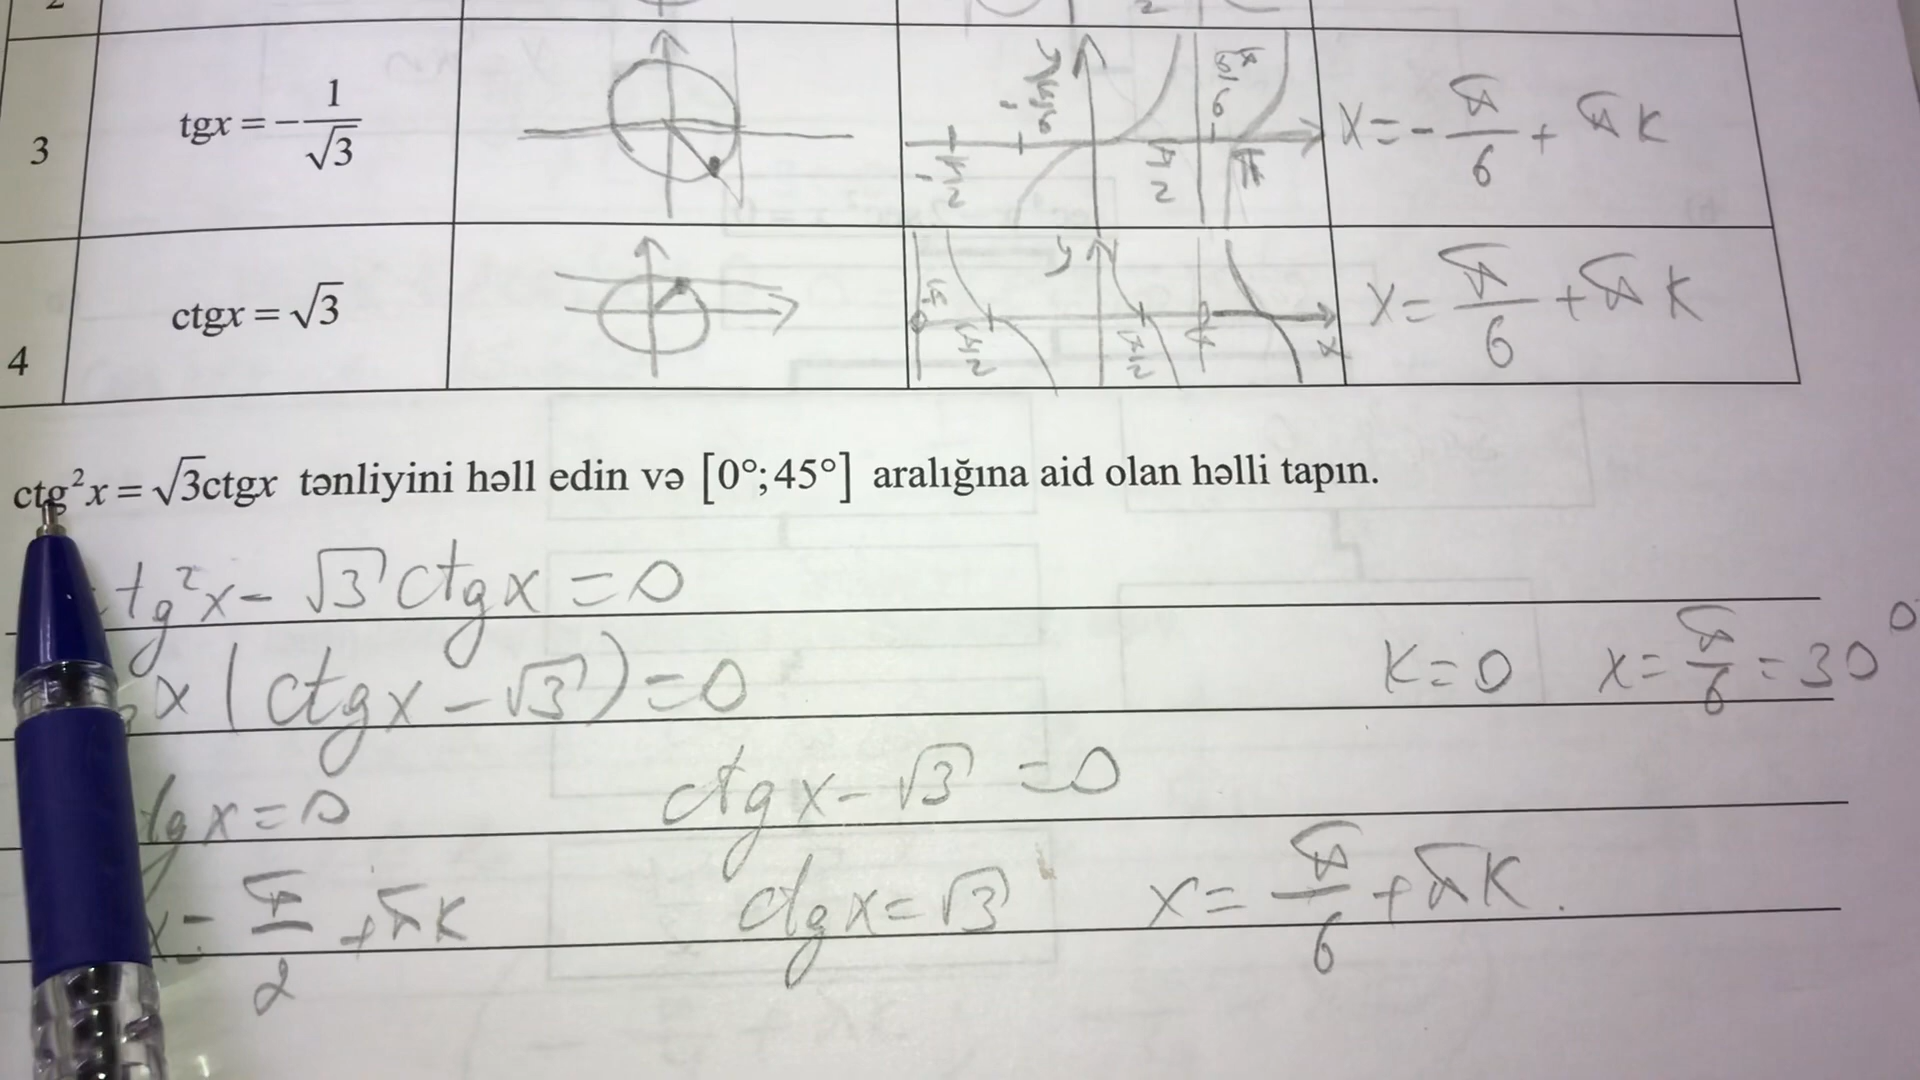 3 tgx = −1/√3 x = −π/6 + πk
4 ctgx = √3 x = π/6 + πk
ctg²x = √3ctgx tənliyini həll edin və [0°; 45°] aralığına aid olan həlli tapın.
tg²x − √3 ctgx = 0
x (ctgx − √3) = 0 k = 0 x = π/6 = 30°
tgx = 0 ctgx − √3 = 0
x = π/2 + πk ctgx = √3 x = π/6 + πk.